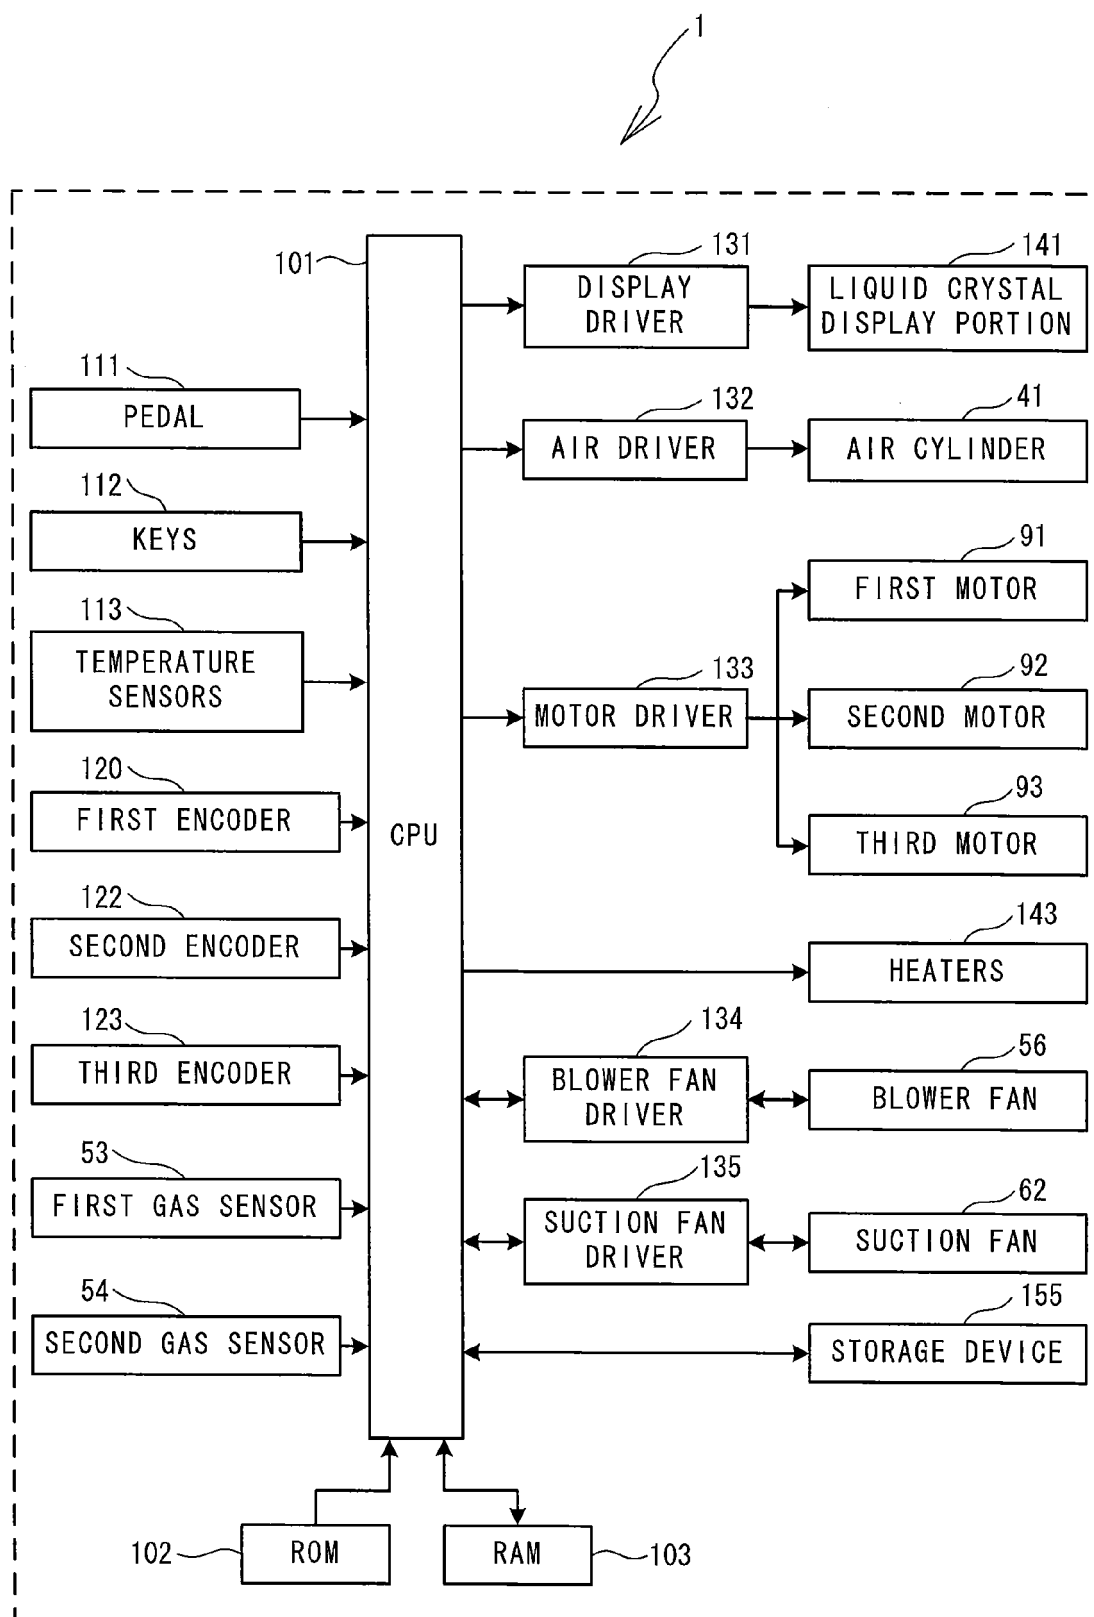 1
101
131
DISPLAY
DRIVER
141
LIQUID CRYSTAL
DISPLAY PORTION
111
PEDAL
132
AIR DRIVER
41
AIR CYLINDER
112
KEYS
91
FIRST MOTOR
113
TEMPERATURE
SENSORS
133
MOTOR DRIVER
92
SECOND MOTOR
120
FIRST ENCODER
CPU
93
THIRD MOTOR
122
SECOND ENCODER
143
HEATERS
123
THIRD ENCODER
134
BLOWER FAN
DRIVER
56
BLOWER FAN
53
FIRST GAS SENSOR
135
SUCTION FAN
DRIVER
62
SUCTION FAN
54
SECOND GAS SENSOR
155
STORAGE DEVICE
102
ROM
RAM
103